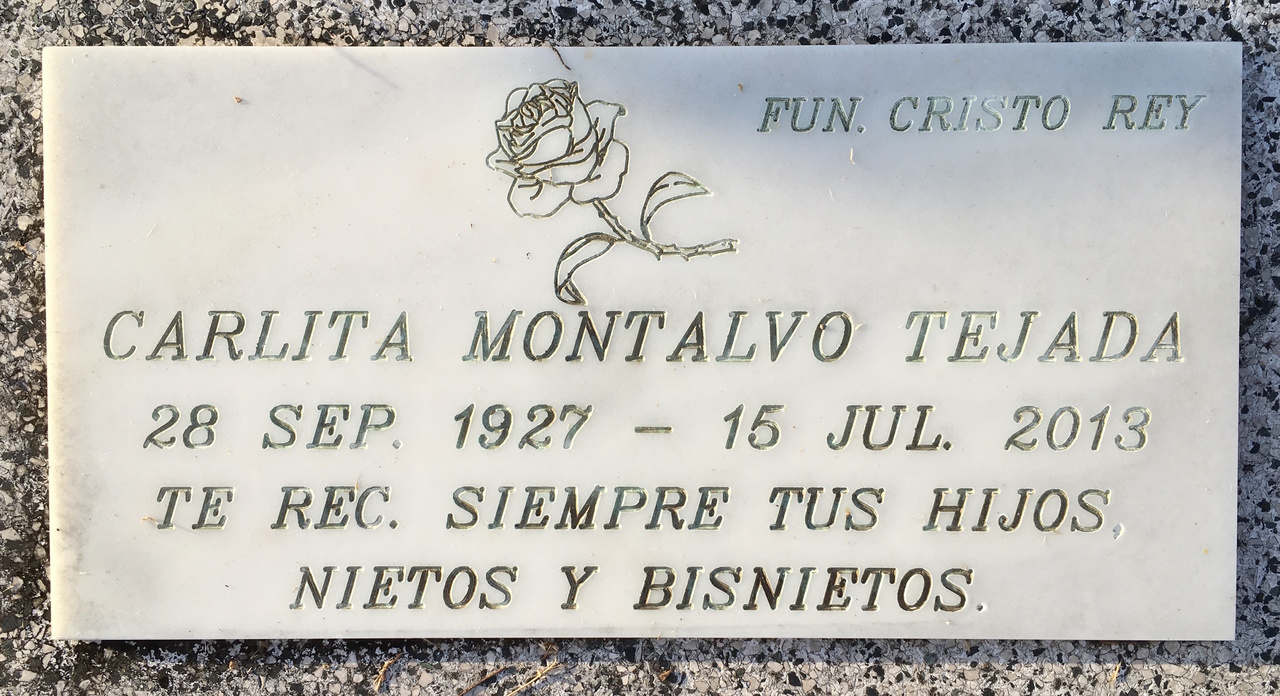 FUN. CRISTO REY
CARLITA MONTALVO TEJADA
28 SEP. 1927 - 15 JUL. 2013
TE REC. SIEMPRE TUS HIJOS,
NIETOS Y BISNIETOS.